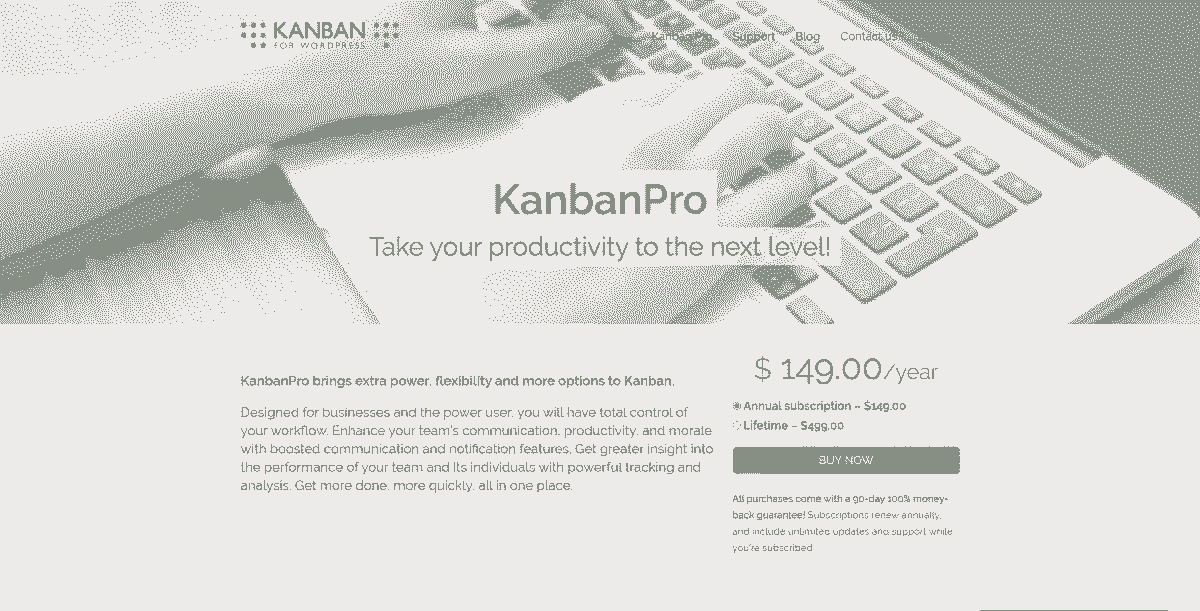 KANBAN
FOR WORDPRESS
KanbanPro Support Blog Contact us
KanbanPro
Take your productivity to the next level!
KanbanPro brings extra power, flexibility and more options to Kanban.
Designed for businesses and the power user, you will have total control of
your workflow. Enhance your team's communication, productivity, and morale
with boosted communication and notification features. Get greater insight into
the performance of your team and its individuals with powerful tracking and
analysis. Get more done, more quickly, all in one place.
$ 149.00/year
Annual subscription – $149.00
Lifetime – $499.00
BUY NOW
All purchases come with a 90-day 100% money-
back guarantee! Subscriptions renew annually,
and include unlimited updates and support while
you're subscribed